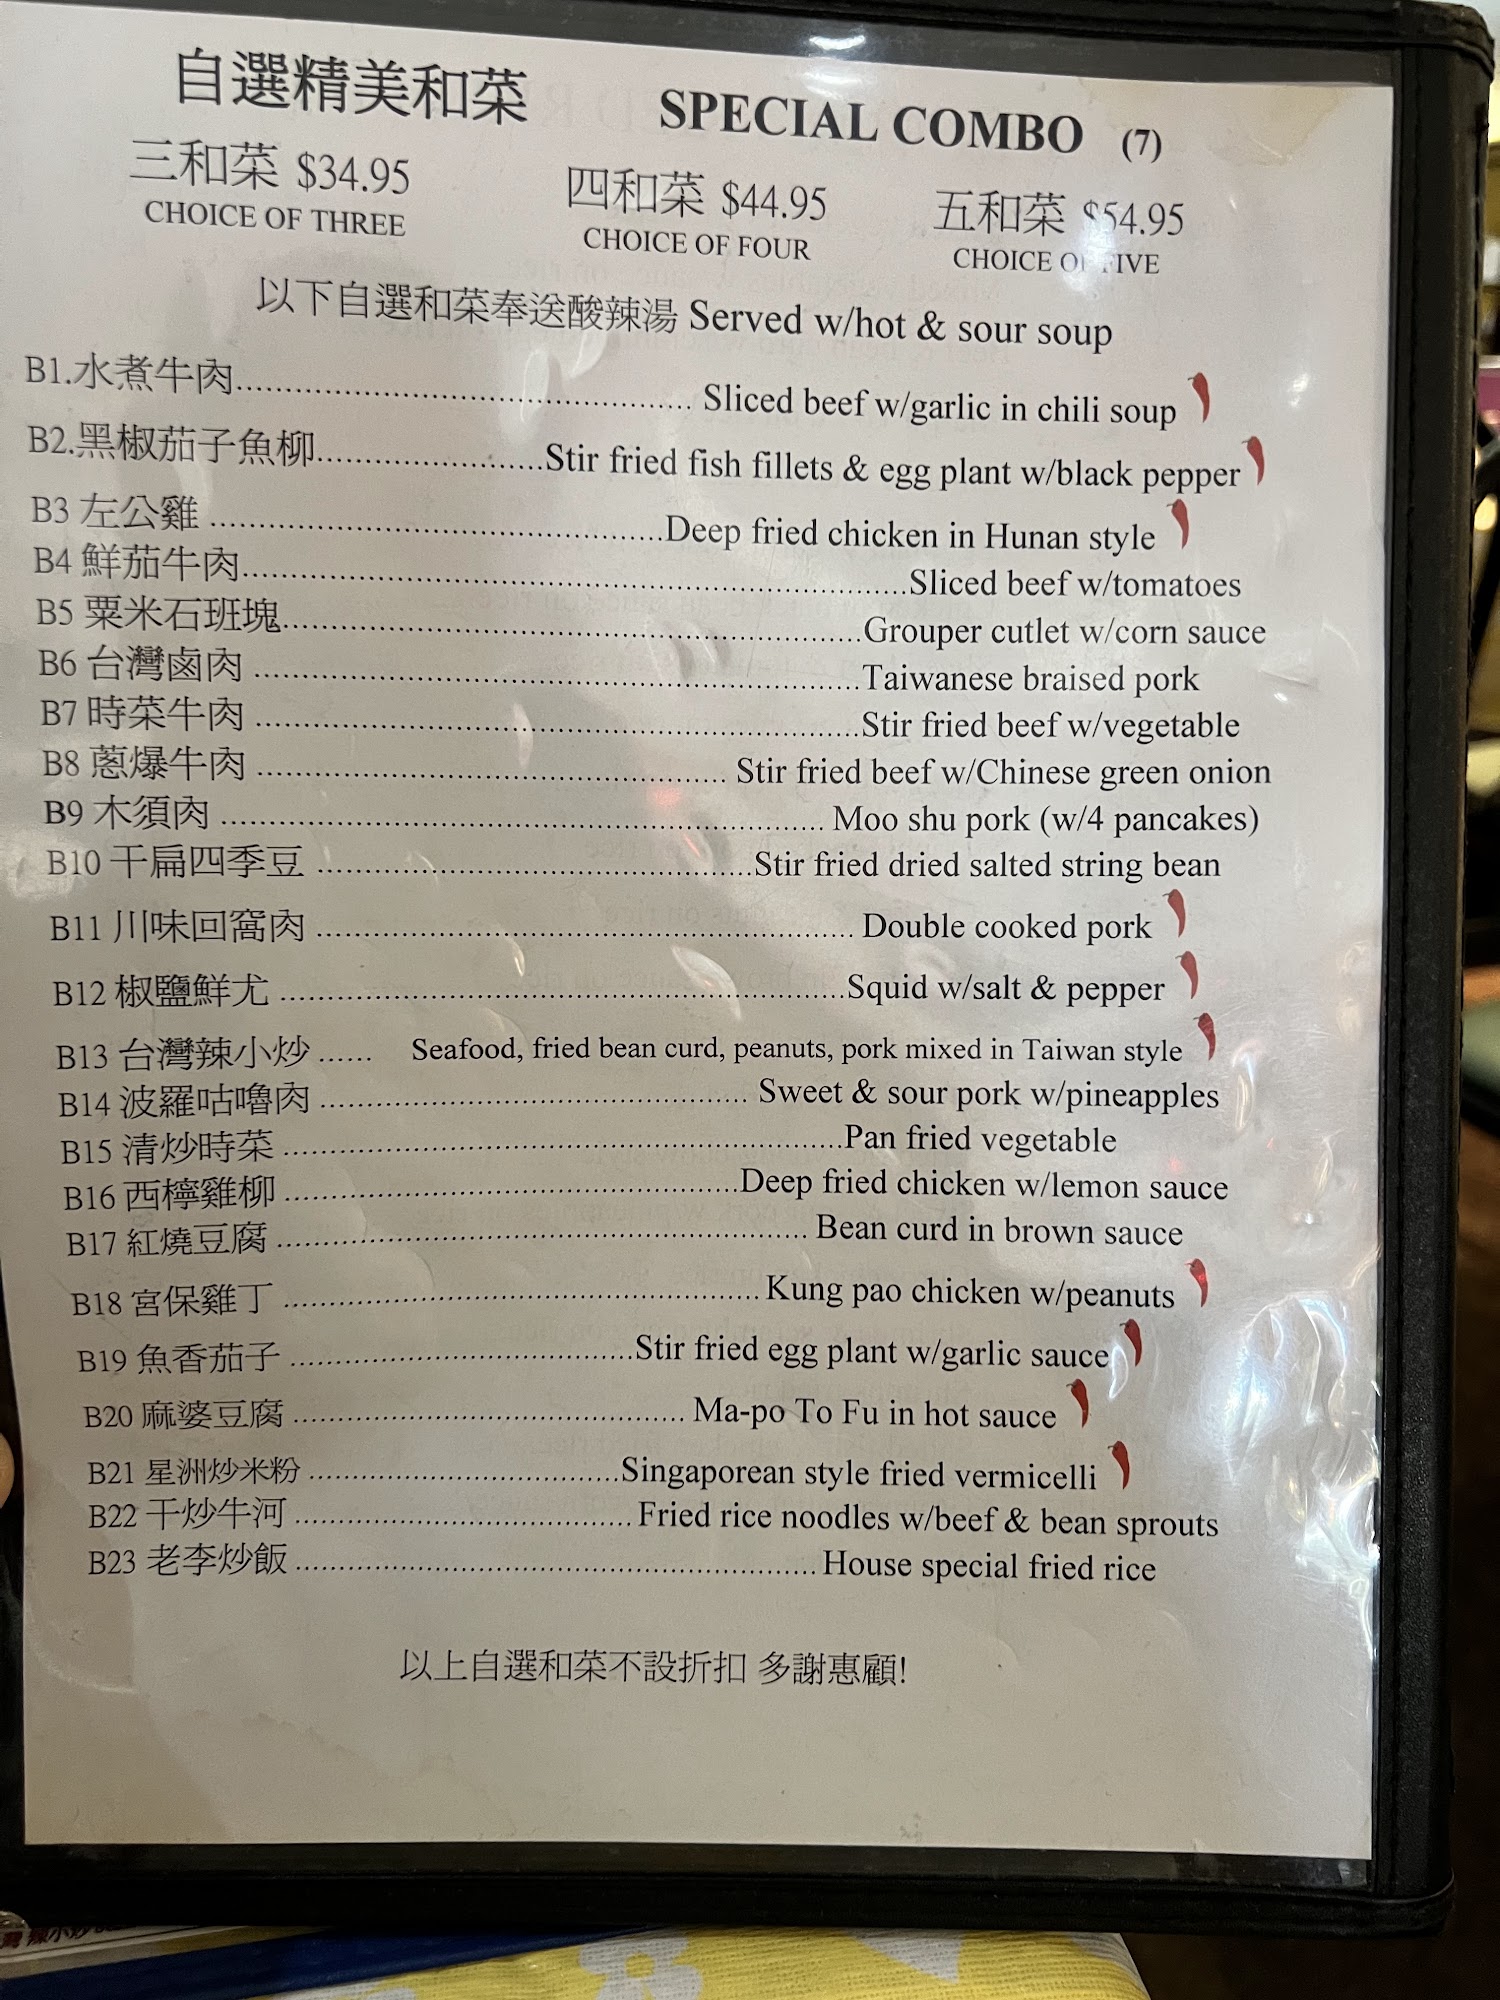 自選精美和菜 SPECIAL COMBO (7)
三和菜 $34.95 四和菜 $44.95 五和菜 $54.95
CHOICE OF THREE CHOICE OF FOUR CHOICE OF FIVE
以下自選和菜奉送酸辣湯 Served w/hot & sour soup
B1.水煮牛肉 Sliced beef w/garlic in chili soup
B2.黑椒茄子魚柳 Stir fried fish fillets & egg plant w/black pepper
B3 左公雞 Deep fried chicken in Hunan style
B4 鮮茄牛肉 Sliced beef w/tomatoes
B5 粟米石班塊 Grouper cutlet w/corn sauce
B6 台灣鹵肉 Taiwanese braised pork
B7 時菜牛肉 Stir fried beef w/vegetable
B8 蔥爆牛肉 Stir fried beef w/Chinese green onion
B9 木須肉 Moo shu pork (w/4 pancakes)
B10 干扁四季豆 Stir fried dried salted string bean
B11 川味回窩肉 Double cooked pork
B12 椒鹽鮮尤 Squid w/salt & pepper
B13 台灣辣小炒 Seafood, fried bean curd, peanuts, pork mixed in Taiwan style
B14 波羅咕嚕肉 Sweet & sour pork w/pineapples
B15 清炒時菜 Pan fried vegetable
B16 西檸雞柳 Deep fried chicken w/lemon sauce
B17 紅燒豆腐 Bean curd in brown sauce
B18 宮保雞丁 Kung pao chicken w/peanuts
B19 魚香茄子 Stir fried egg plant w/garlic sauce
B20 麻婆豆腐 Ma-po To Fu in hot sauce
B21 星洲炒米粉 Singaporean style fried vermicelli
B22 干炒牛河 Fried rice noodles w/beef & bean sprouts
B23 老李炒飯 House special fried rice
以上自選和菜不設折扣 多謝惠顧!